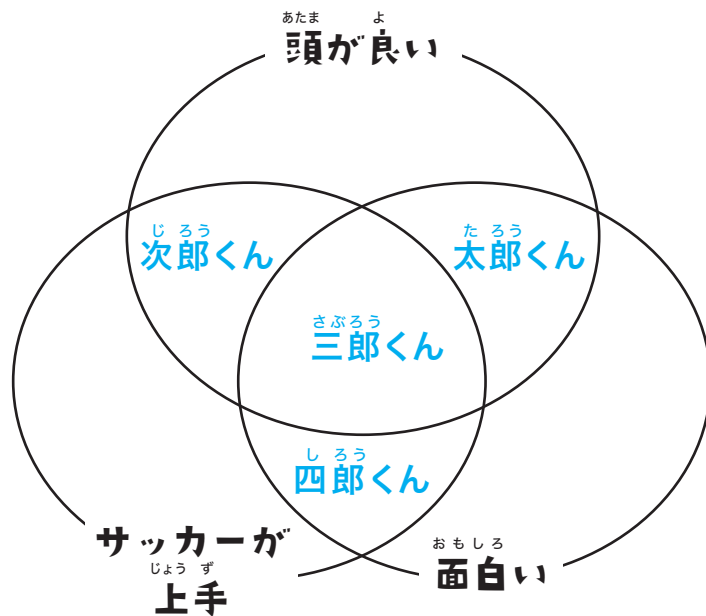 あたま よ
頭が良い
じ ろう
次郎くん
た ろう
太郎くん
さぶろう
三郎くん
し ろう
四郎くん
サッカーが
じょう ず
上手
おもしろ
面白い